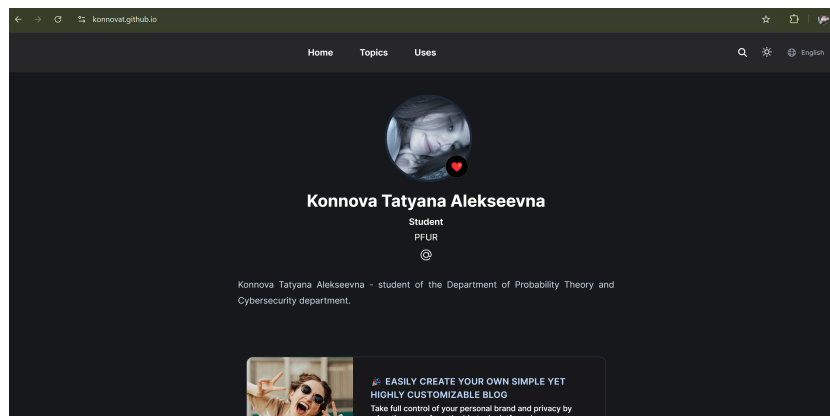 konnovat.github.io
Home Topics Uses
English
Konnova Tatyana Alekseevna
Student
PFUR
Konnova Tatyana Alekseevna - student of the Department of Probability Theory and
Cybersecurity department.
🎉 EASILY CREATE YOUR OWN SIMPLE YET
HIGHLY CUSTOMIZABLE BLOG
Take full control of your personal brand and privacy by